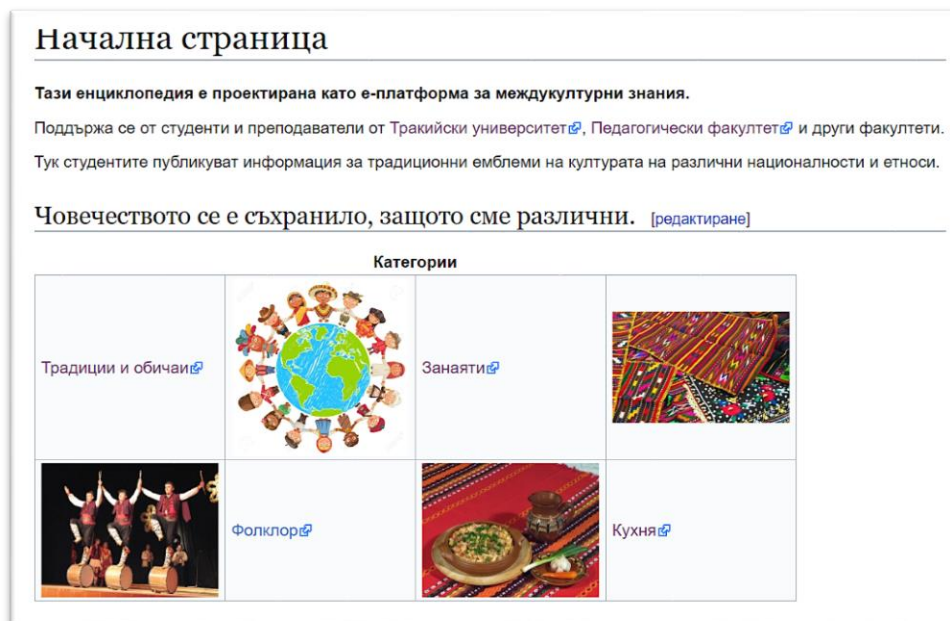 Начална страница
Тази енциклопедия е проектирана като е-платформа за междукултурни знания.
Поддържа се от студенти и преподаватели от Тракийски университет, Педагогически факултет и други факултети.
Тук студентите публикуват информация за традиционни емблеми на културата на различни националности и етноси.
Човечеството се е съхранило, защото сме различни. [редактиране]
Категории
Традиции и обичаи
Занаяти
Фолклор
Кухня